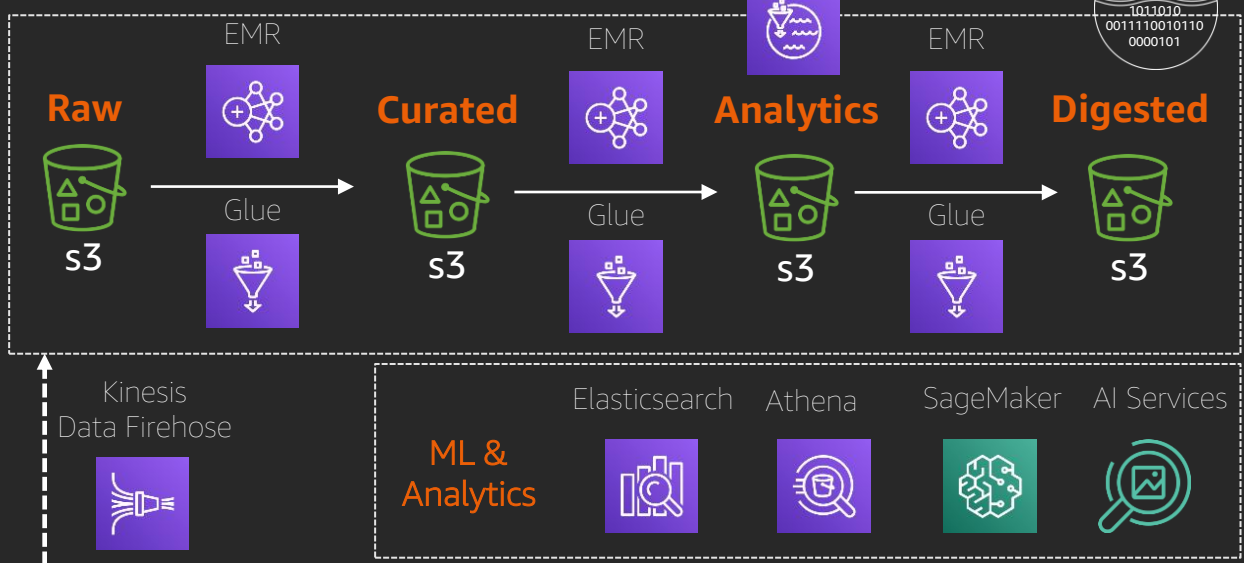 1011010
0011110010110
0000101
EMR
EMR
EMR
Raw
Curated
Analytics
Digested
Glue
Glue
Glue
s3
s3
s3
s3
Kinesis
Data Firehose
ML &
Analytics
Elasticsearch
Athena
SageMaker
AI Services